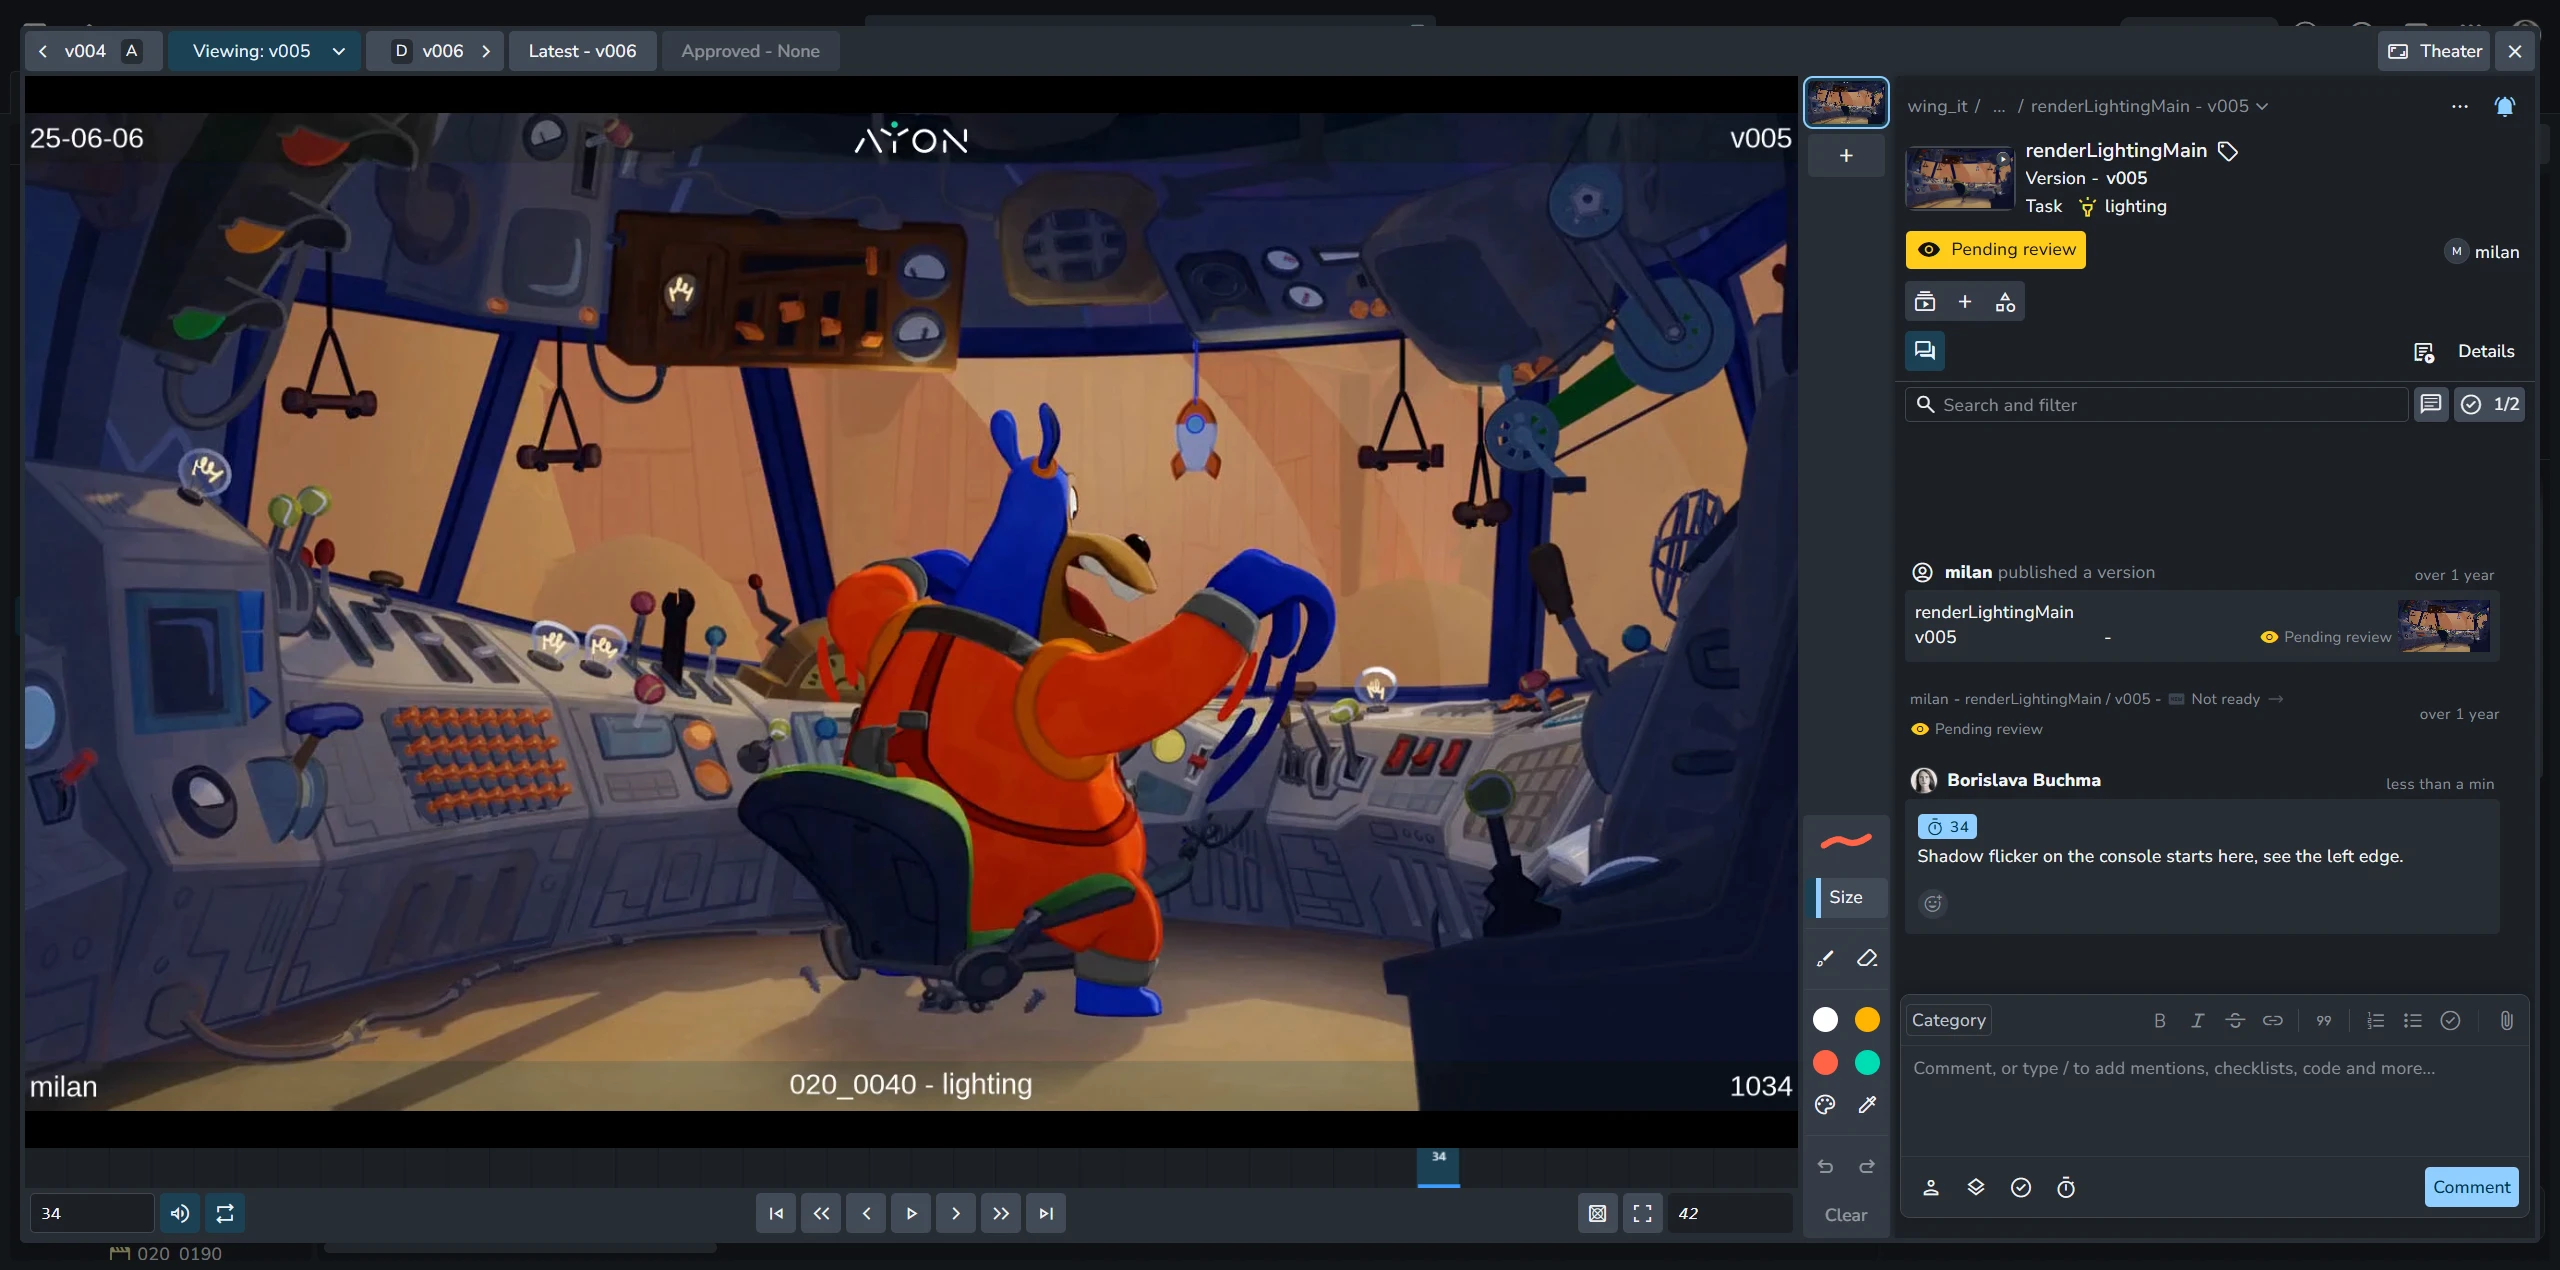 v004 A Viewing: v005 D v006 Latest - v006 Approved - None Theater
25-06-06 AYON v005
milan 020_0040 - lighting 1034
34
34 42
Size
Clear
wing_it / ... / renderLightingMain - v005
renderLightingMain
Version - v005
Task lighting
Pending review M milan
Details
Search and filter 1/2
milan published a version over 1 year
renderLightingMain
v005 - Pending review
milan - renderLightingMain / v005 - Not ready → over 1 year
Pending review
Borislava Buchma less than a min
34
Shadow flicker on the console starts here, see the left edge.
Category
Comment, or type / to add mentions, checklists, code and more...
Comment
020_0190